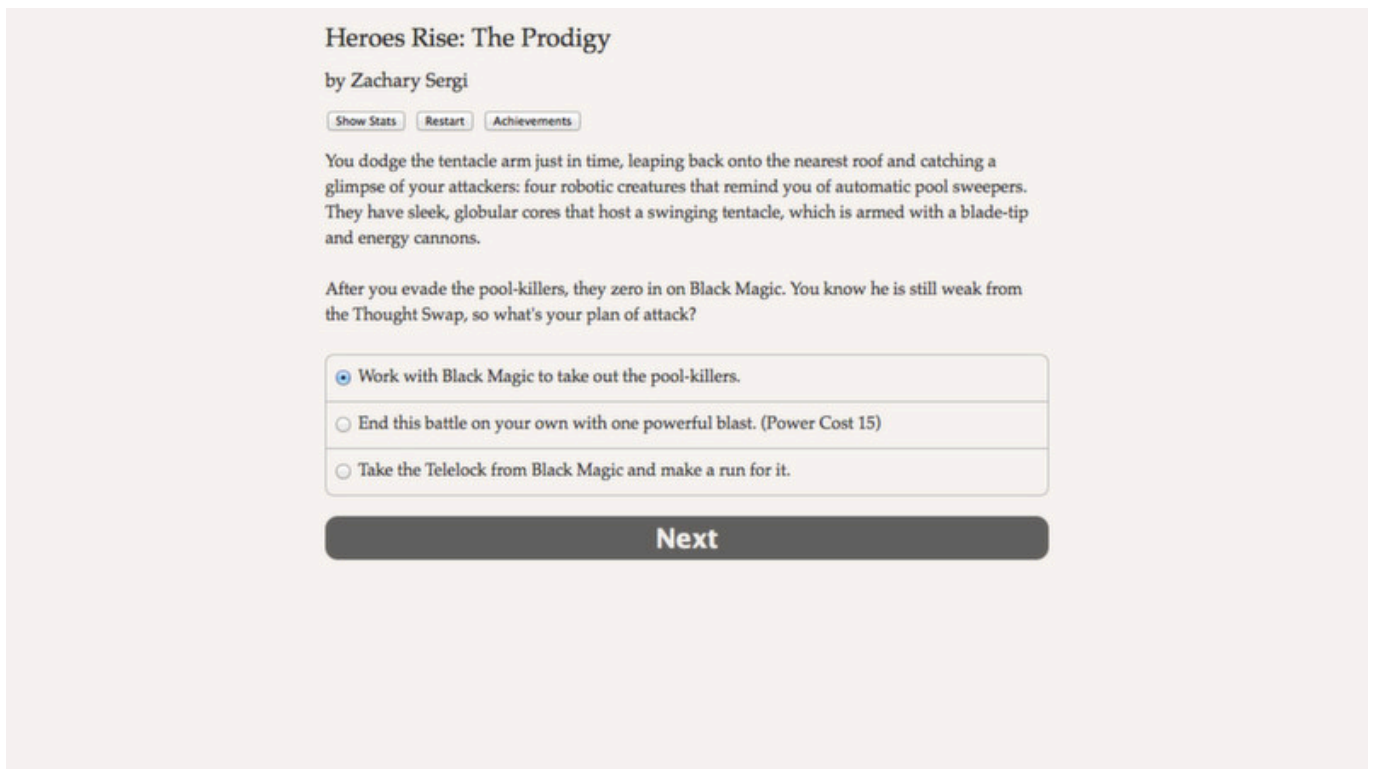 Heroes Rise: The Prodigy
by Zachary Sergi
Show Stats Restart Achievements
You dodge the tentacle arm just in time, leaping back onto the nearest roof and catching a
glimpse of your attackers: four robotic creatures that remind you of automatic pool sweepers.
They have sleek, globular cores that host a swinging tentacle, which is armed with a blade-tip
and energy cannons.
After you evade the pool-killers, they zero in on Black Magic. You know he is still weak from
the Thought Swap, so what's your plan of attack?
Work with Black Magic to take out the pool-killers.
End this battle on your own with one powerful blast. (Power Cost 15)
Take the Telelock from Black Magic and make a run for it.
Next